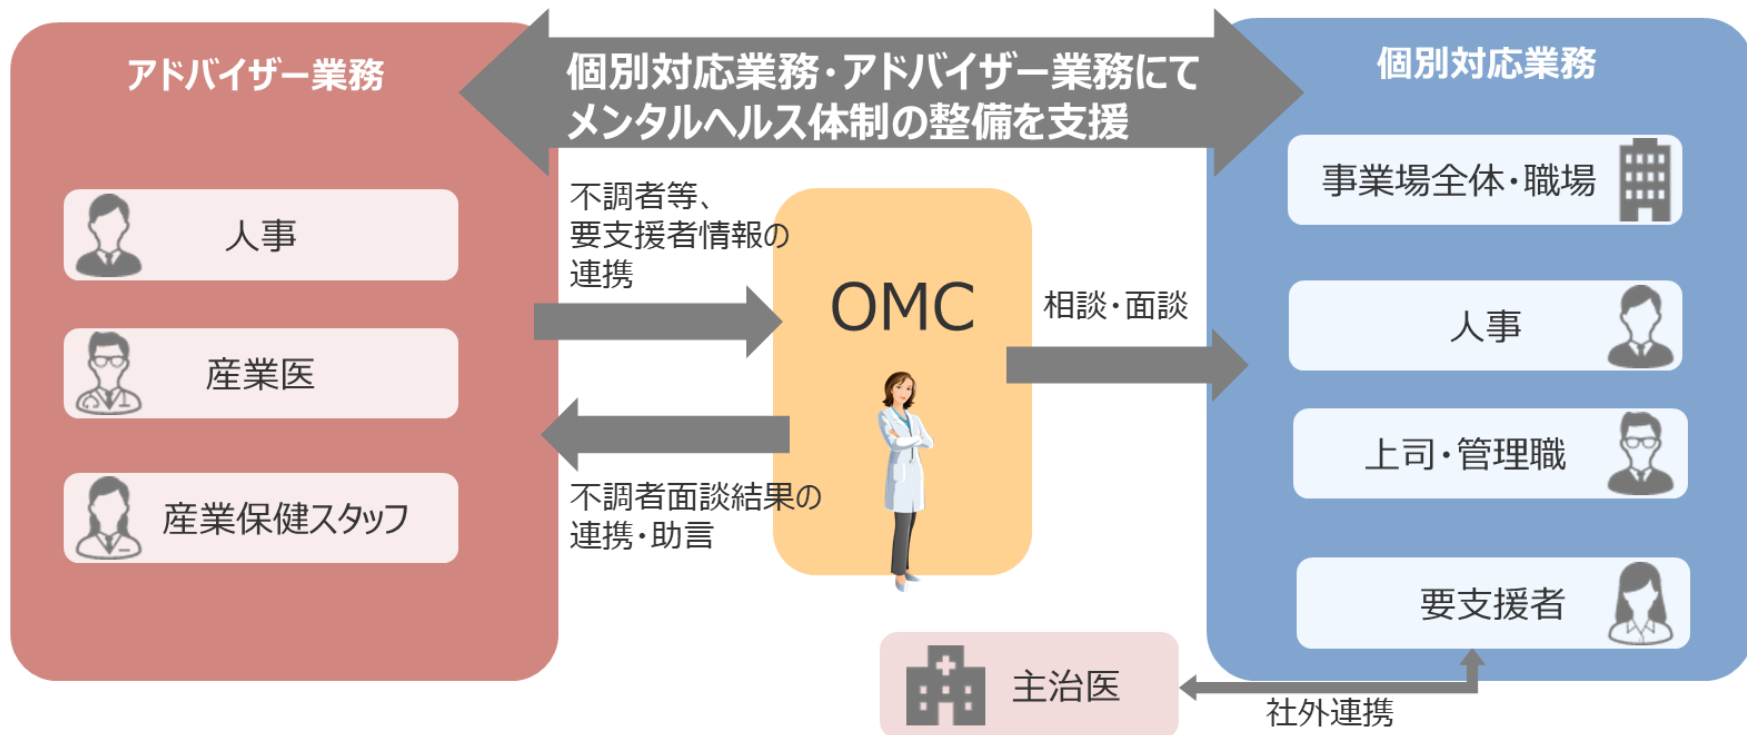 アドバイザー業務
個別対応業務・アドバイザー業務にて
メンタルヘルス体制の整備を支援
個別対応業務
人事
産業医
産業保健スタッフ
不調者等、
要支援者情報の
連携
不調者面談結果の
連携・助言
OMC
相談・面談
事業場全体・職場
人事
上司・管理職
要支援者
主治医
社外連携